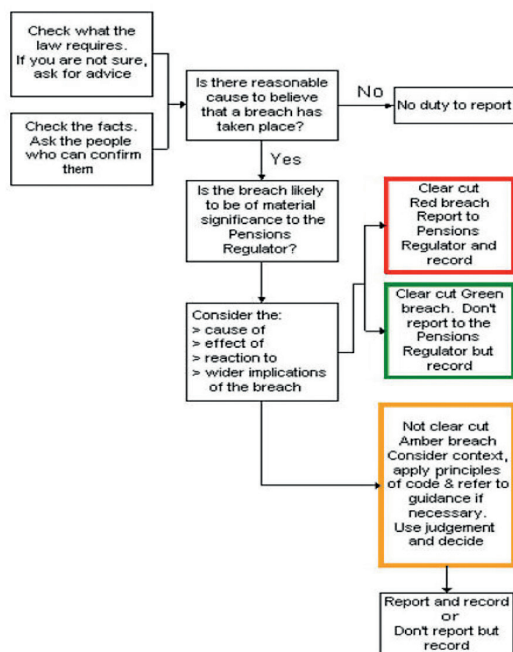 Check what the
law requires.
If you are not sure,
ask for advice
Check the facts.
Ask the people
who can confirm
them
Is there reasonable
cause to believe
that a breach has
taken place?
No
No duty to report
Yes
Is the breach likely
to be of material
significance to the
Pensions
Regulator?
Clear cut
Red breach
Report to
Pensions
Regulator and
record
Clear cut Green
breach. Don't
report to the
Pensions
Regulator but
record
Consider the:
> cause of
> effect of
> reaction to
> wider implications
of the breach
Not clear cut
Amber breach
Consider context,
apply principles
of code & refer to
guidance if
necessary.
Use judgement
and decide
Report and record
or
Don't report but
record